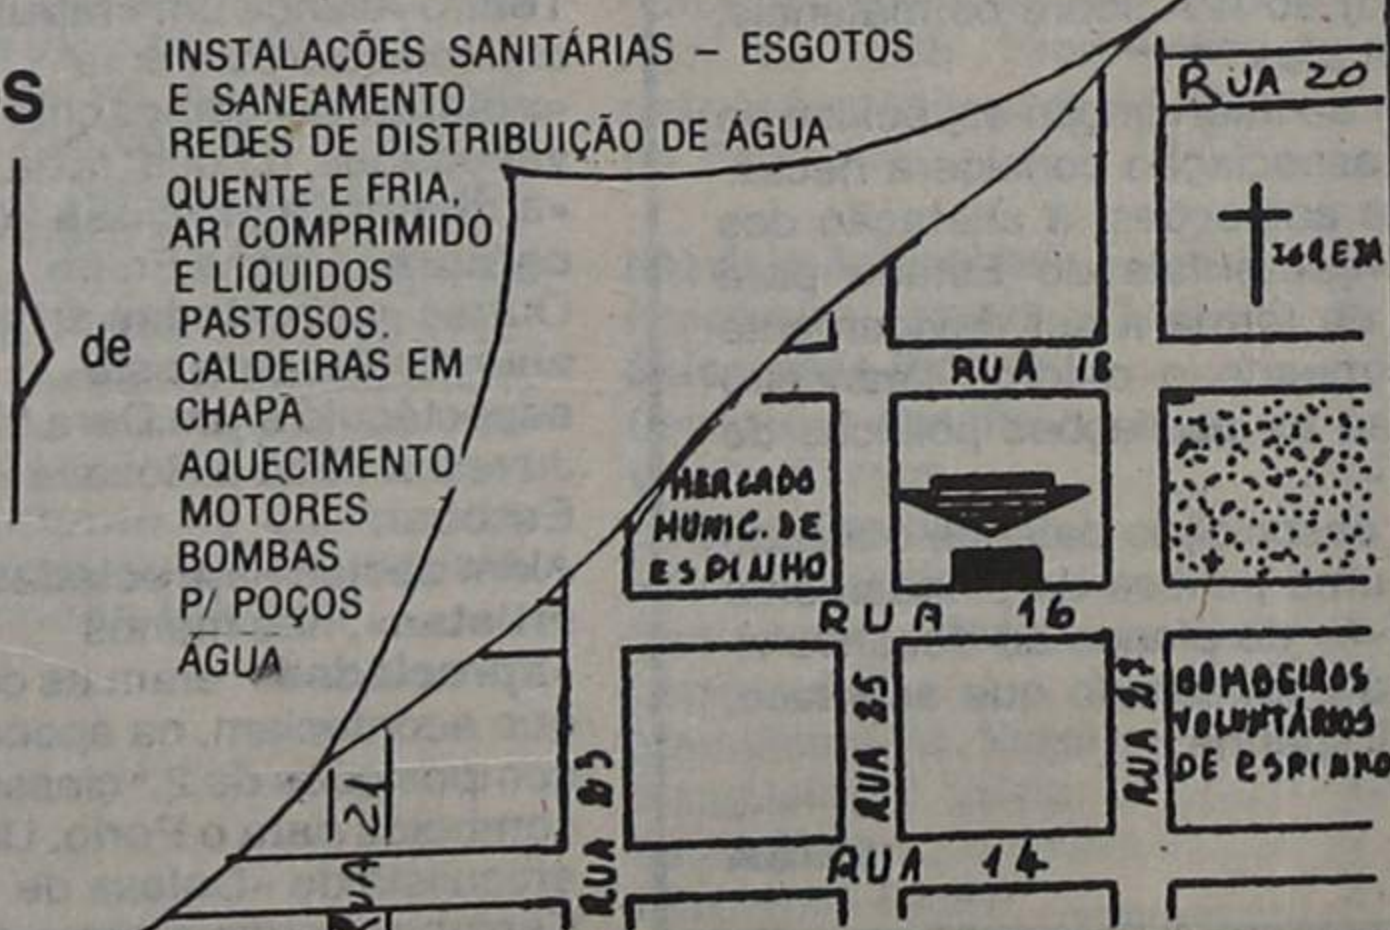 S
de
INSTALAÇÕES SANITÁRIAS – ESGOTOS
E SANEAMENTO
REDES DE DISTRIBUIÇÃO DE ÁGUA
QUENTE E FRIA,
AR COMPRIMIDO
E LÍQUIDOS
PASTOSOS.
CALDEIRAS EM
CHAPA
AQUECIMENTO
MOTORES
BOMBAS
P/ POÇOS
ÁGUA
RUA 20
IGREJA
RUA 18
MERCADO
MUNIC. DE
ESPINHO
RUA 16
RUA 21
RUA 23
RUA 25
RUA 27
BOMBEIROS
VOLUNTÁRIOS
DE ESPINHO
RUA 14